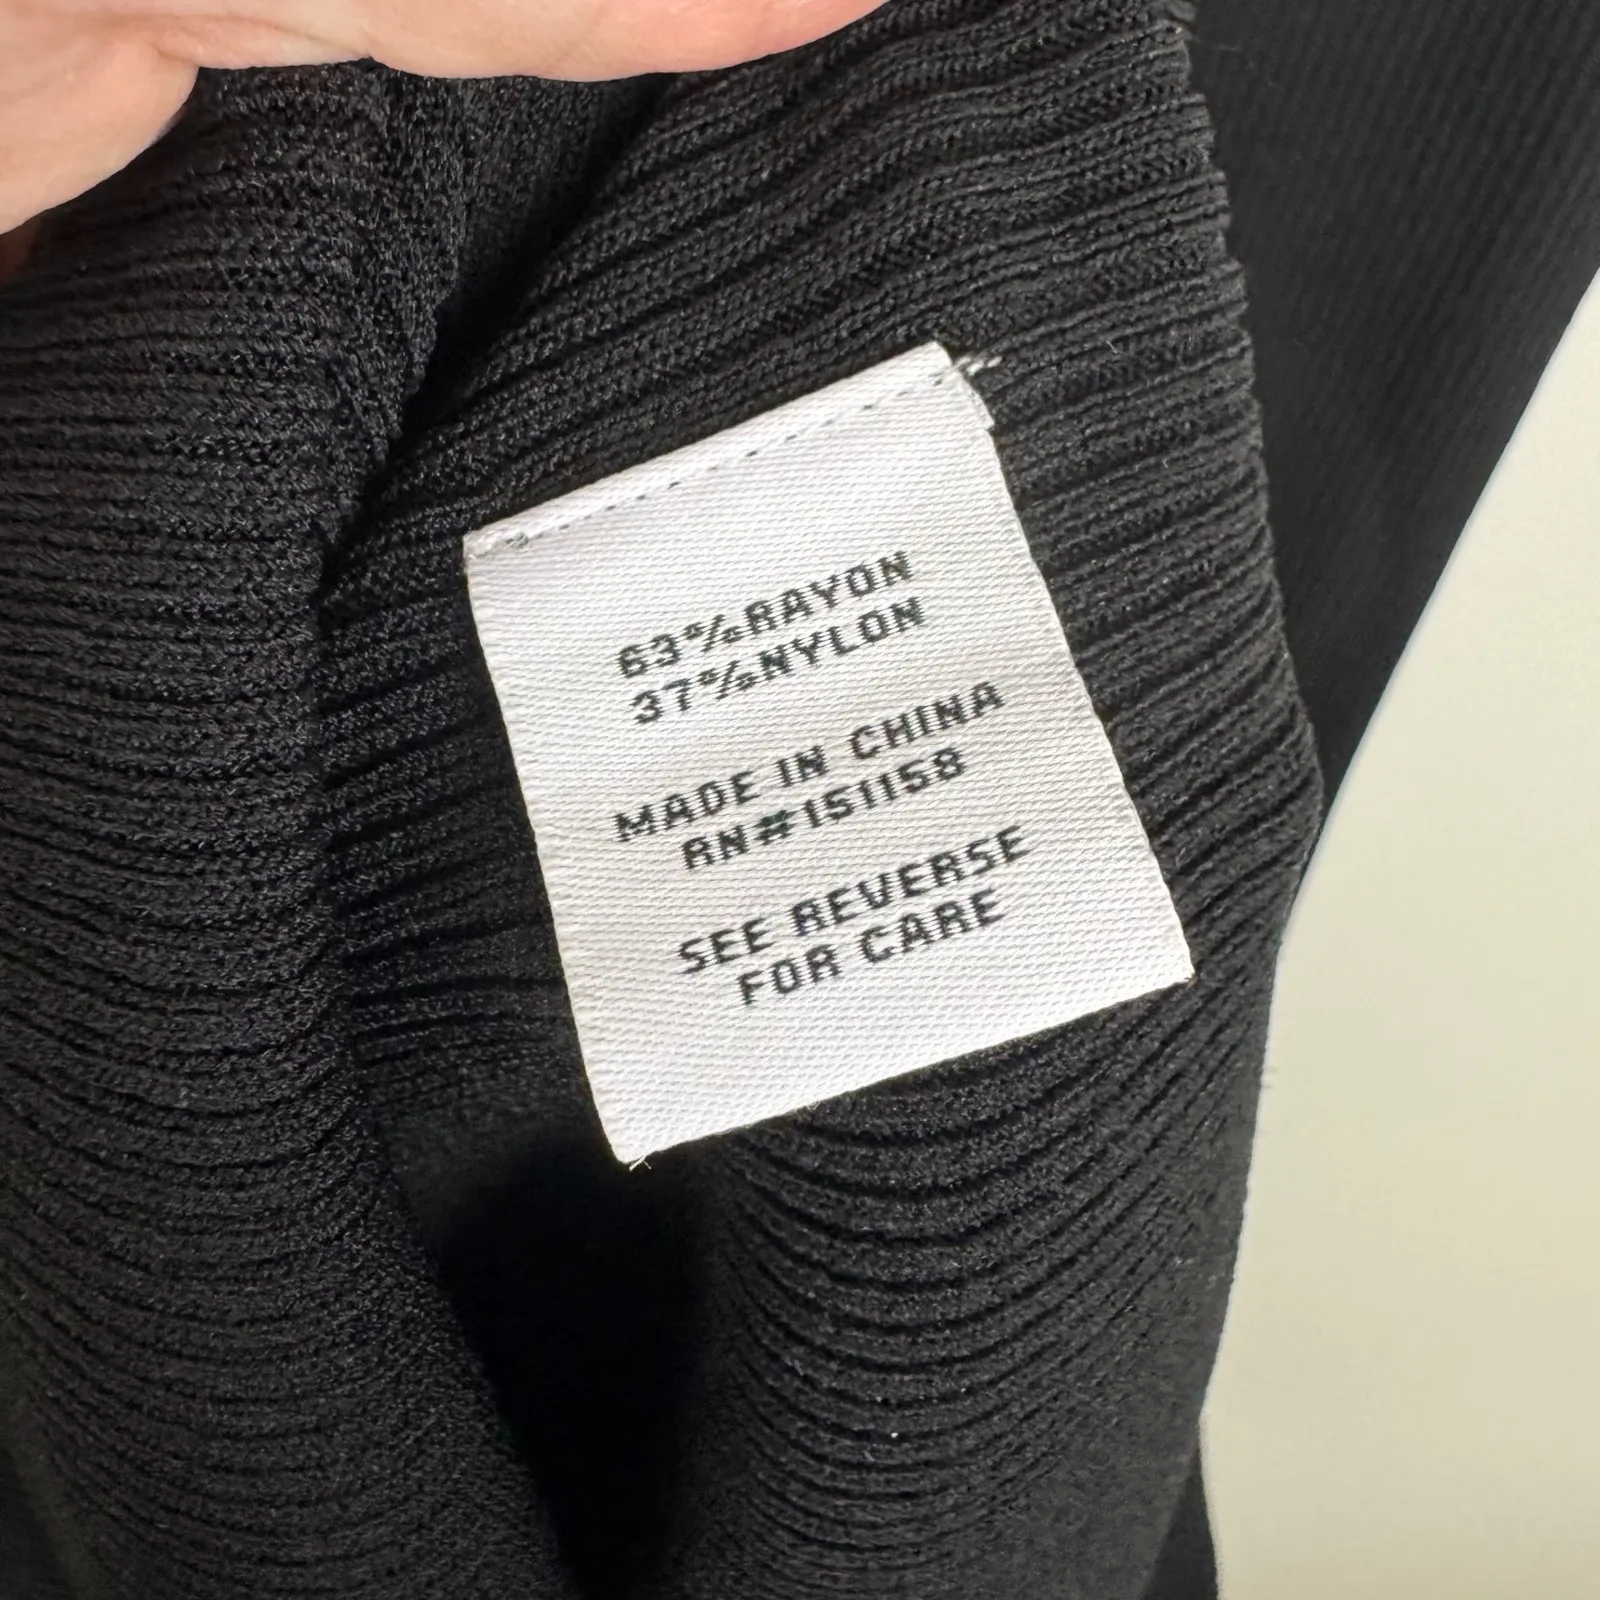 63%RAYON
37%NYLON
MADE IN CHINA
RN#151158
SEE REVERSE
FOR CARE